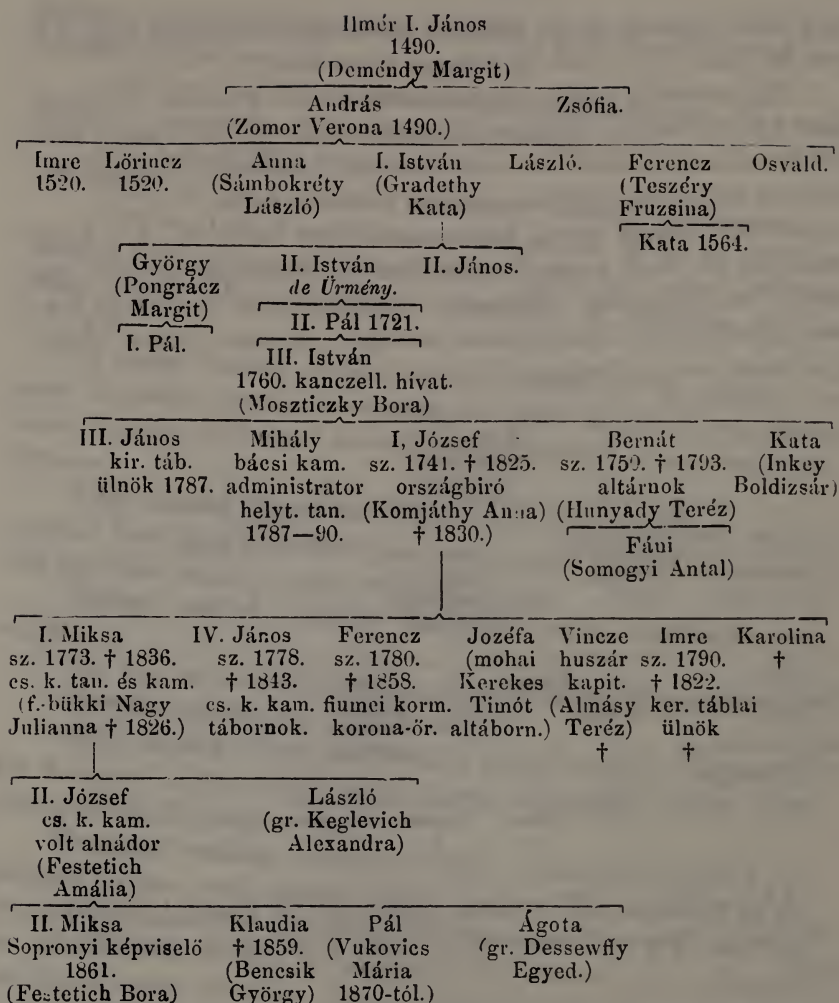 Ilmér I. János
1490.
(Deméndy Margit)
András Zsófia.
(Zomor Verona 1490.)
Imre Lőrincz Anna I. István László. Ferencz Osvald.
1520. 1520. (Sámbokréty (Gradethy (Teszéry
László) Kata) Fruzsina)
Kata 1564.
György II. István II. János.
(Pongrácz de Ürmény.
Margit)
II. Pál 1721.
I. Pál.
III. István
1760. kanczell. hívat.
(Moszticzky Bora)
III. János Mihály I, József Bernát Kata
kir. táb. bácsi kam. sz. 1741. † 1825. sz. 1759. † 1793. (Inkey
ülnök 1787. administrator országbiró altárnok Boldizsár)
helyt. tan. (Komjáthy Anna) (Hunyady Teréz)
1787—90. † 1830.)
Fáni
(Somogyi Antal)
I. Miksa IV. János Ferencz Jozéfa Vincze Imre Karolina
sz. 1773. † 1836. sz. 1778. sz. 1780. (mohai huszár sz. 1790. †
cs. k. tan. és kam. † 1843. † 1858. Kerekes kapit. † 1822.
(f.-bükki Nagy cs. k. kam. fiumei korm. Timót (Almásy ker. táblai
Julianna † 1826.) tábornok. korona-őr. altáborn.) Teréz) ülnök
† †
II. József László
cs. k. kam. (gr. Keglevich
volt alnádor Alexandra)
(Festetich
Amália)
II. Miksa Klaudia Pál Ágota
Sopronyi képviselö † 1859. (Vukovics (gr. Dessewffy
1861. (Bencsik Mária Egyed.)
(Festetich Bora) György) 1870-tól.)